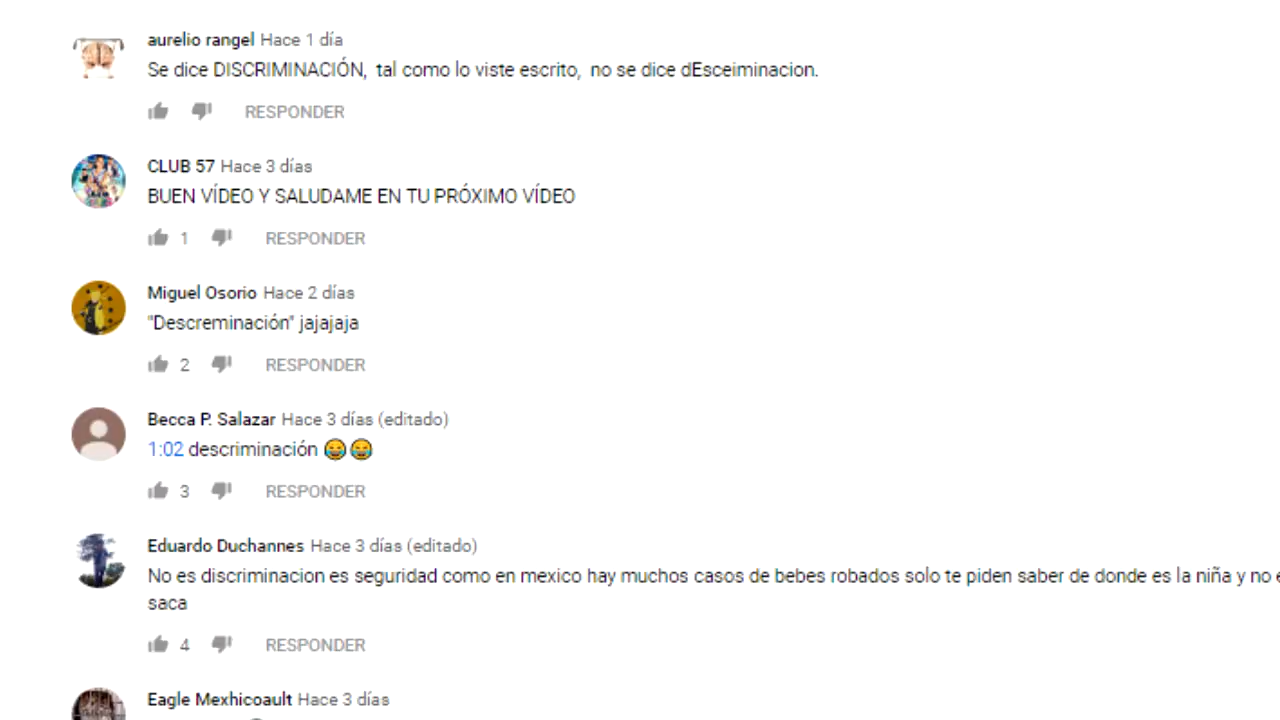 aurelio rangel Hace 1 día
Se dice DISCRIMINACIÓN, tal como lo viste escrito, no se dice dEsceiminacion.
RESPONDER
CLUB 57 Hace 3 días
BUEN VÍDEO Y SALUDAME EN TU PRÓXIMO VÍDEO
1 RESPONDER
Miguel Osorio Hace 2 días
"Descreminación" jajajaja
2 RESPONDER
Becca P. Salazar Hace 3 días (editado)
1:02 descriminación 😂😂
3 RESPONDER
Eduardo Duchannes Hace 3 días (editado)
No es discriminacion es seguridad como en mexico hay muchos casos de bebes robados solo te piden saber de donde es la niña y no
saca
4 RESPONDER
Eagle Mexhicoault Hace 3 días